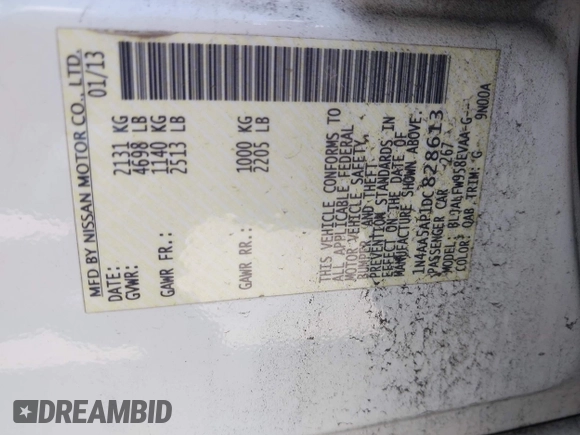 MFD BY NISSAN MOTOR CO., LTD.
DATE: 01/13
GVWR: 2131 KG
4698 LB
GAWR FR.: 1140 KG
2513 LB
GAWR RR.: 1000 KG
2205 LB
THIS VEHICLE CONFORMS TO
ALL APPLICABLE FEDERAL
MOTOR VEHICLE SAFETY,
BUMPER, AND THEFT
PREVENTION STANDARDS IN
EFFECT ON THE DATE OF
MANUFACTURE SHOWN ABOVE.
1N4AA5AP1DC828613
PASSENGER CAR 267
MODEL: BLJALFW958EVAA-G-
COLOR: QAB TRIM: G 9N00A
DREAMBID